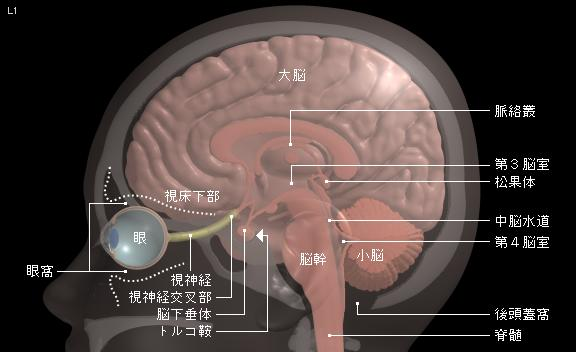 L1
大脳
脈絡叢
第3脳室
松果体
視床下部
中脳水道
第4脳室
眼
脳幹
小脳
眼窩
視神経
視神経交叉部
脳下垂体
トルコ鞍
後頭蓋窩
脊髄